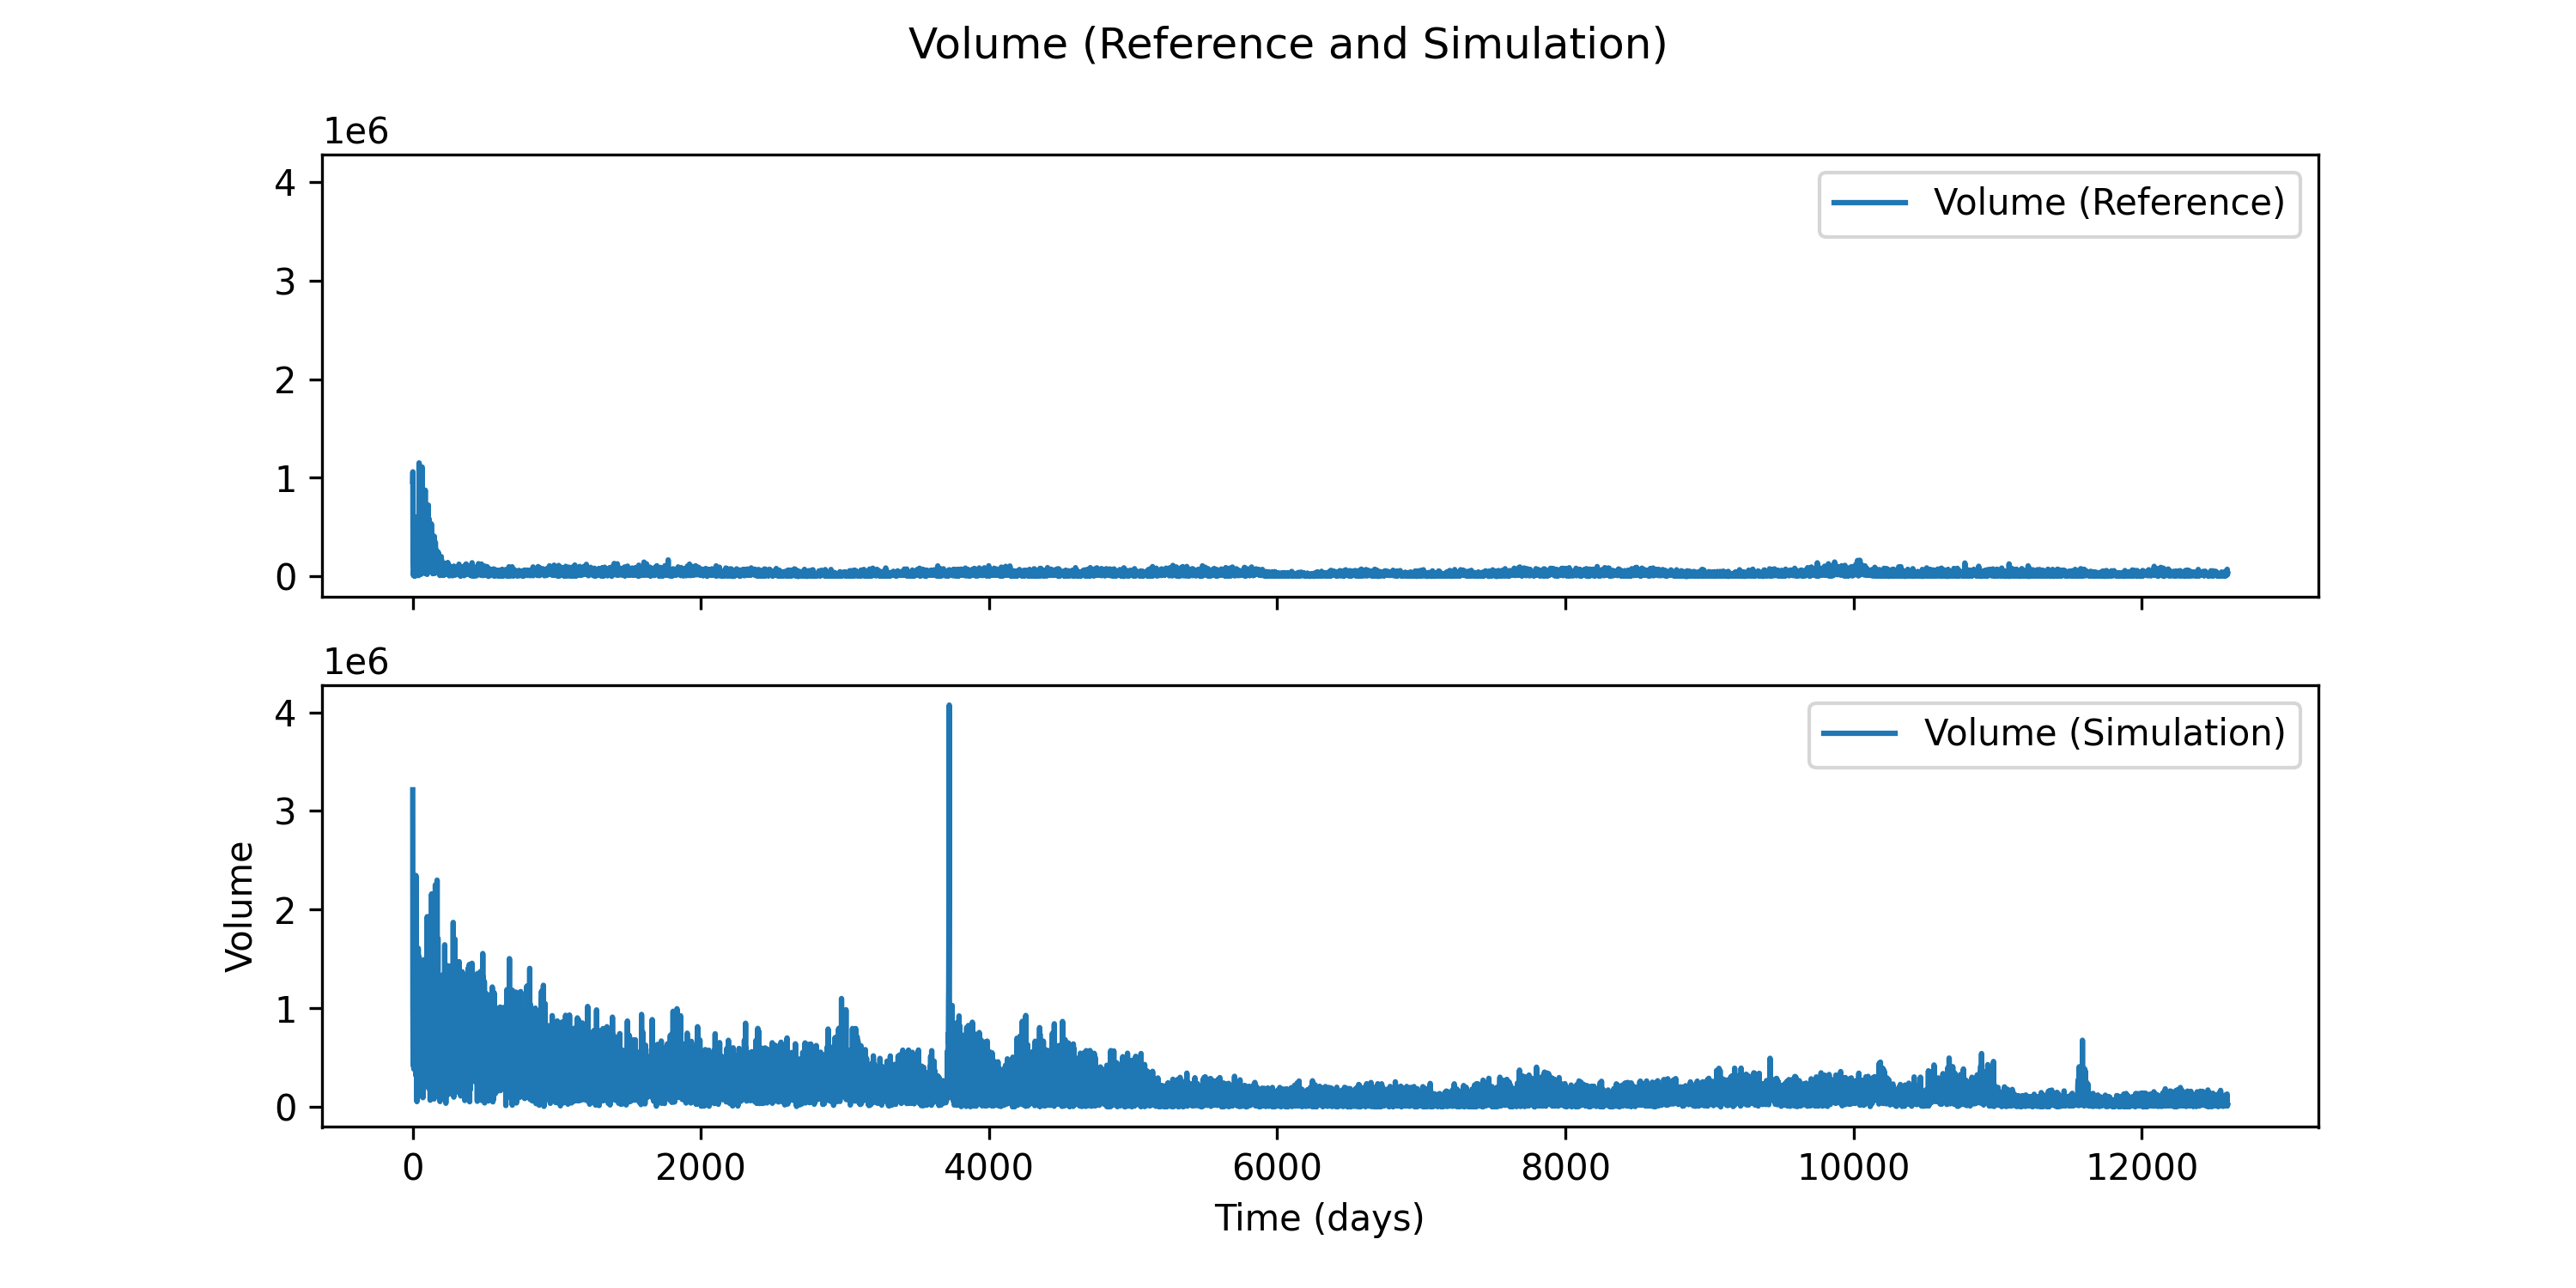 Volume (Reference and Simulation)
1e6
Volume (Reference)
4
3
2
1
0
1e6
Volume (Simulation)
4
3
2
1
0
Volume
0 2000 4000 6000 8000 10000 12000
Time (days)